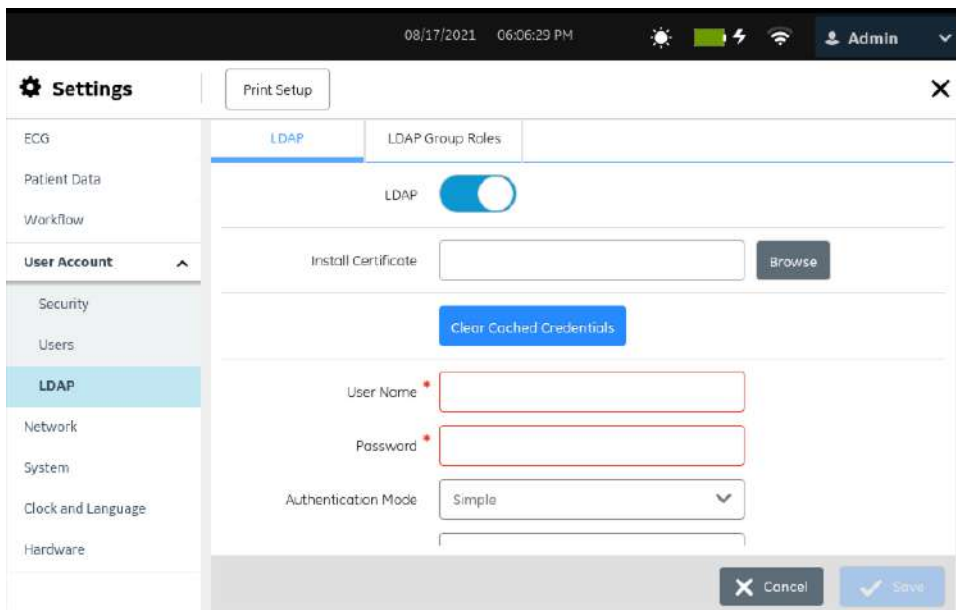 08/17/2021 06:06:29 PM Admin
Settings Print Setup
ECG
Patient Data
Workflow
User Account
Security
Users
LDAP
Network
System
Clock and Language
Hardware
LDAP LDAP Group Roles
LDAP
Install Certificate Browse
Clear Cached Credentials
User Name *
Password *
Authentication Mode Simple
Cancel Save